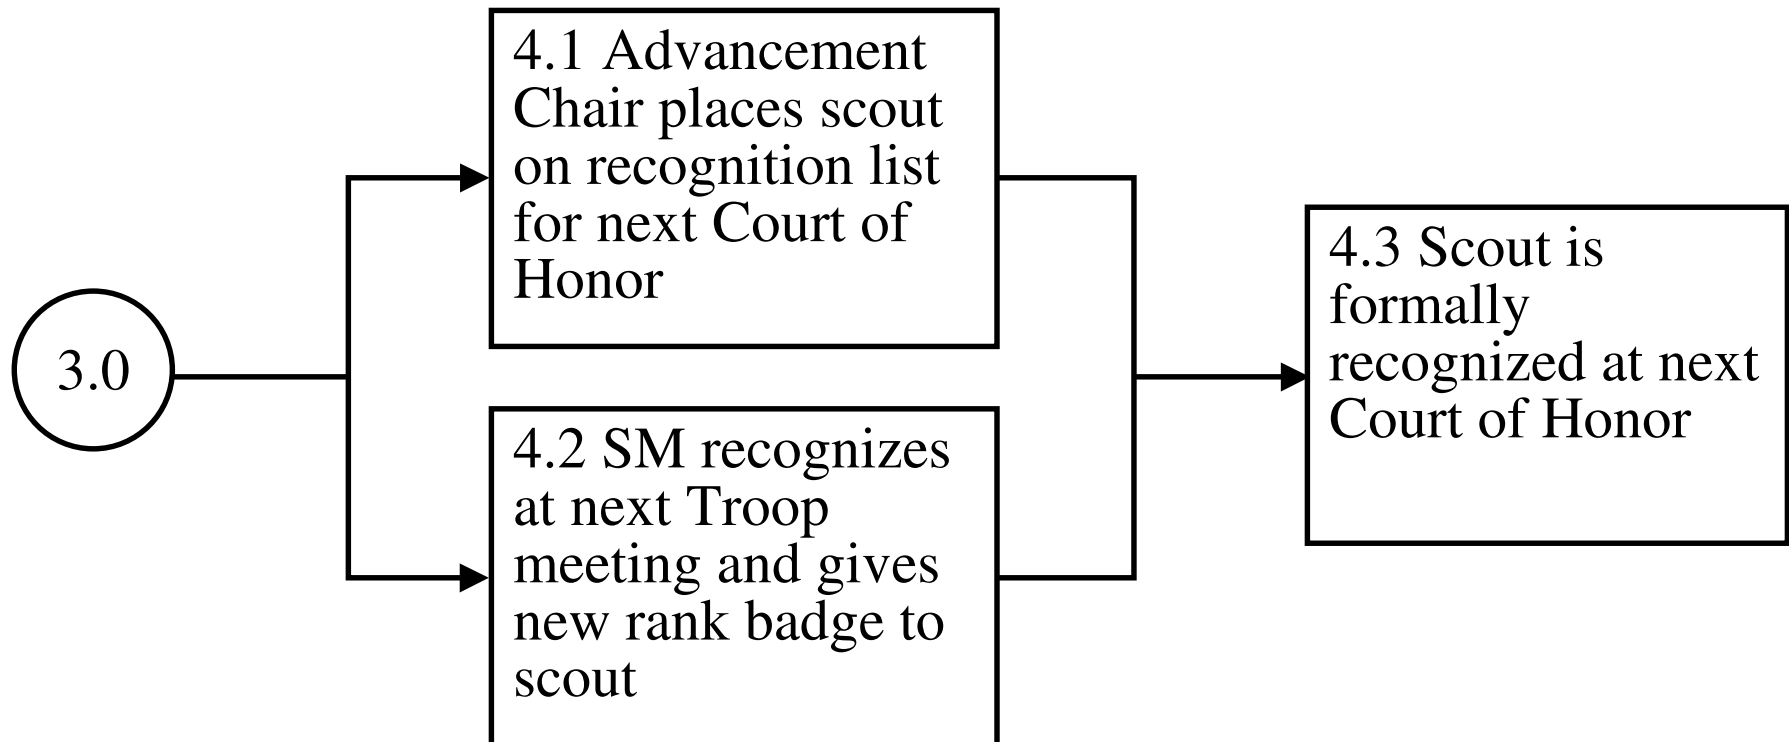 3.0
4.1 Advancement
Chair places scout
on recognition list
for next Court of
Honor
4.2 SM recognizes
at next Troop
meeting and gives
new rank badge to
scout
4.3 Scout is
formally
recognized at next
Court of Honor